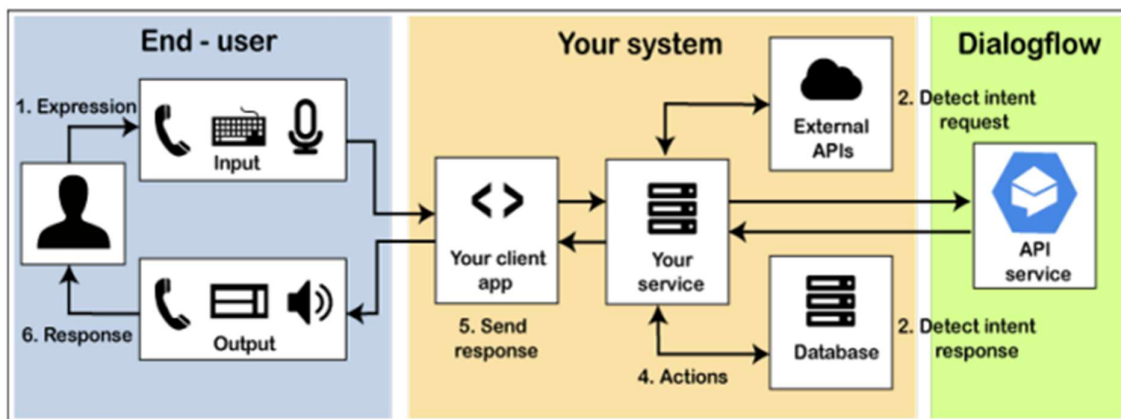 End - user
1. Expression
Input
Output
6. Response
Your system
External
APIs
Your client
app
Your
service
5. Send
response
Database
4. Actions
Dialogflow
2. Detect intent
request
API
service
2. Detect intent
response